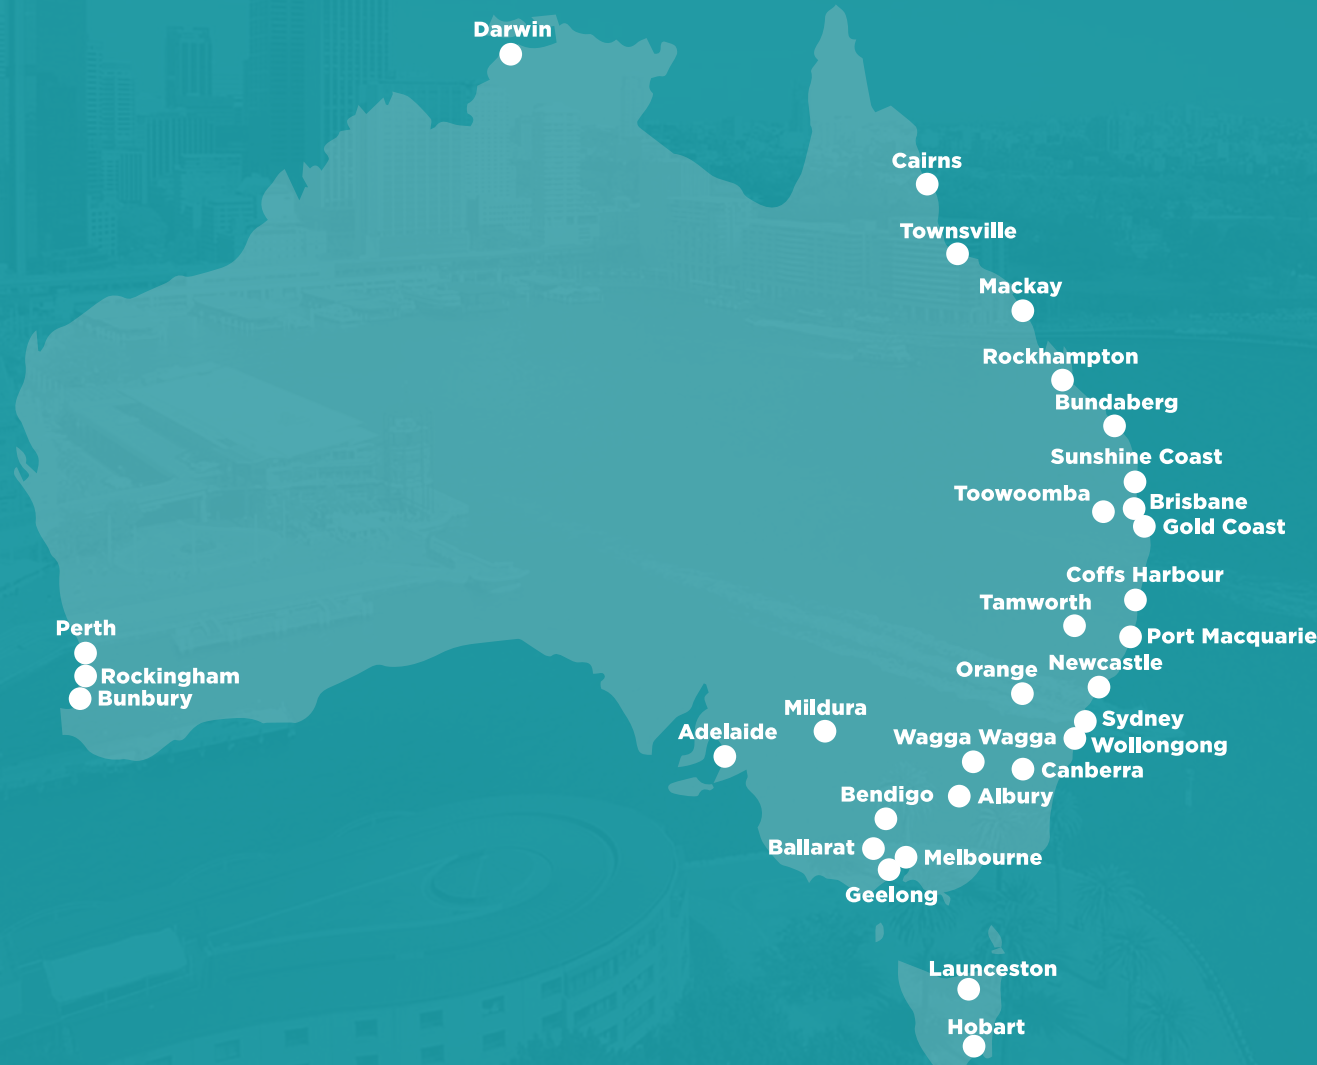 Darwin
Cairns
Townsville
Mackay
Rockhampton
Bundaberg
Sunshine Coast
Toowoomba
Brisbane
Gold Coast
Coffs Harbour
Tamworth
Perth
Port Macquarie
Newcastle
Orange
Rockingham
Bunbury
Mildura
Sydney
Adelaide
Wagga Wagga
Wollongong
Canberra
Bendigo
Albury
Ballarat
Melbourne
Geelong
Launceston
Hobart